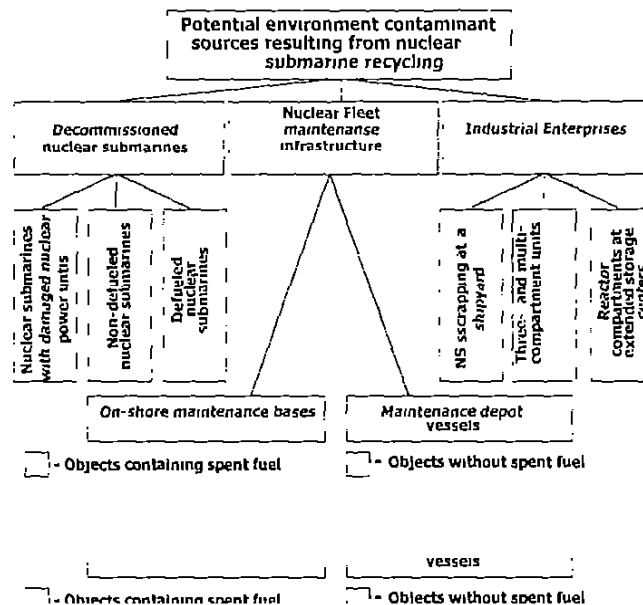 Potential environment contaminant
sources resulting from nuclear
submarine recycling
Decommissioned
nuclear submarines
Nuclear Fleet
maintenanse
infrastructure
Industrial Enterprises
Nuclear submarines
with damaged nuclear
power untis
Non-defueled
nuclear submarines
Defueled
nuclear
submarines
NS sscrapping at a
shipyard
Three- and multi-
compartment units
Reactor
compartments at
extended storage
centers
On-shore maintenance bases
Maintenance depot
vessels
- Objects containing spent fuel
- Objects without spent fuel
vessels
- Objects containing spent fuel
- Objects without spent fuel